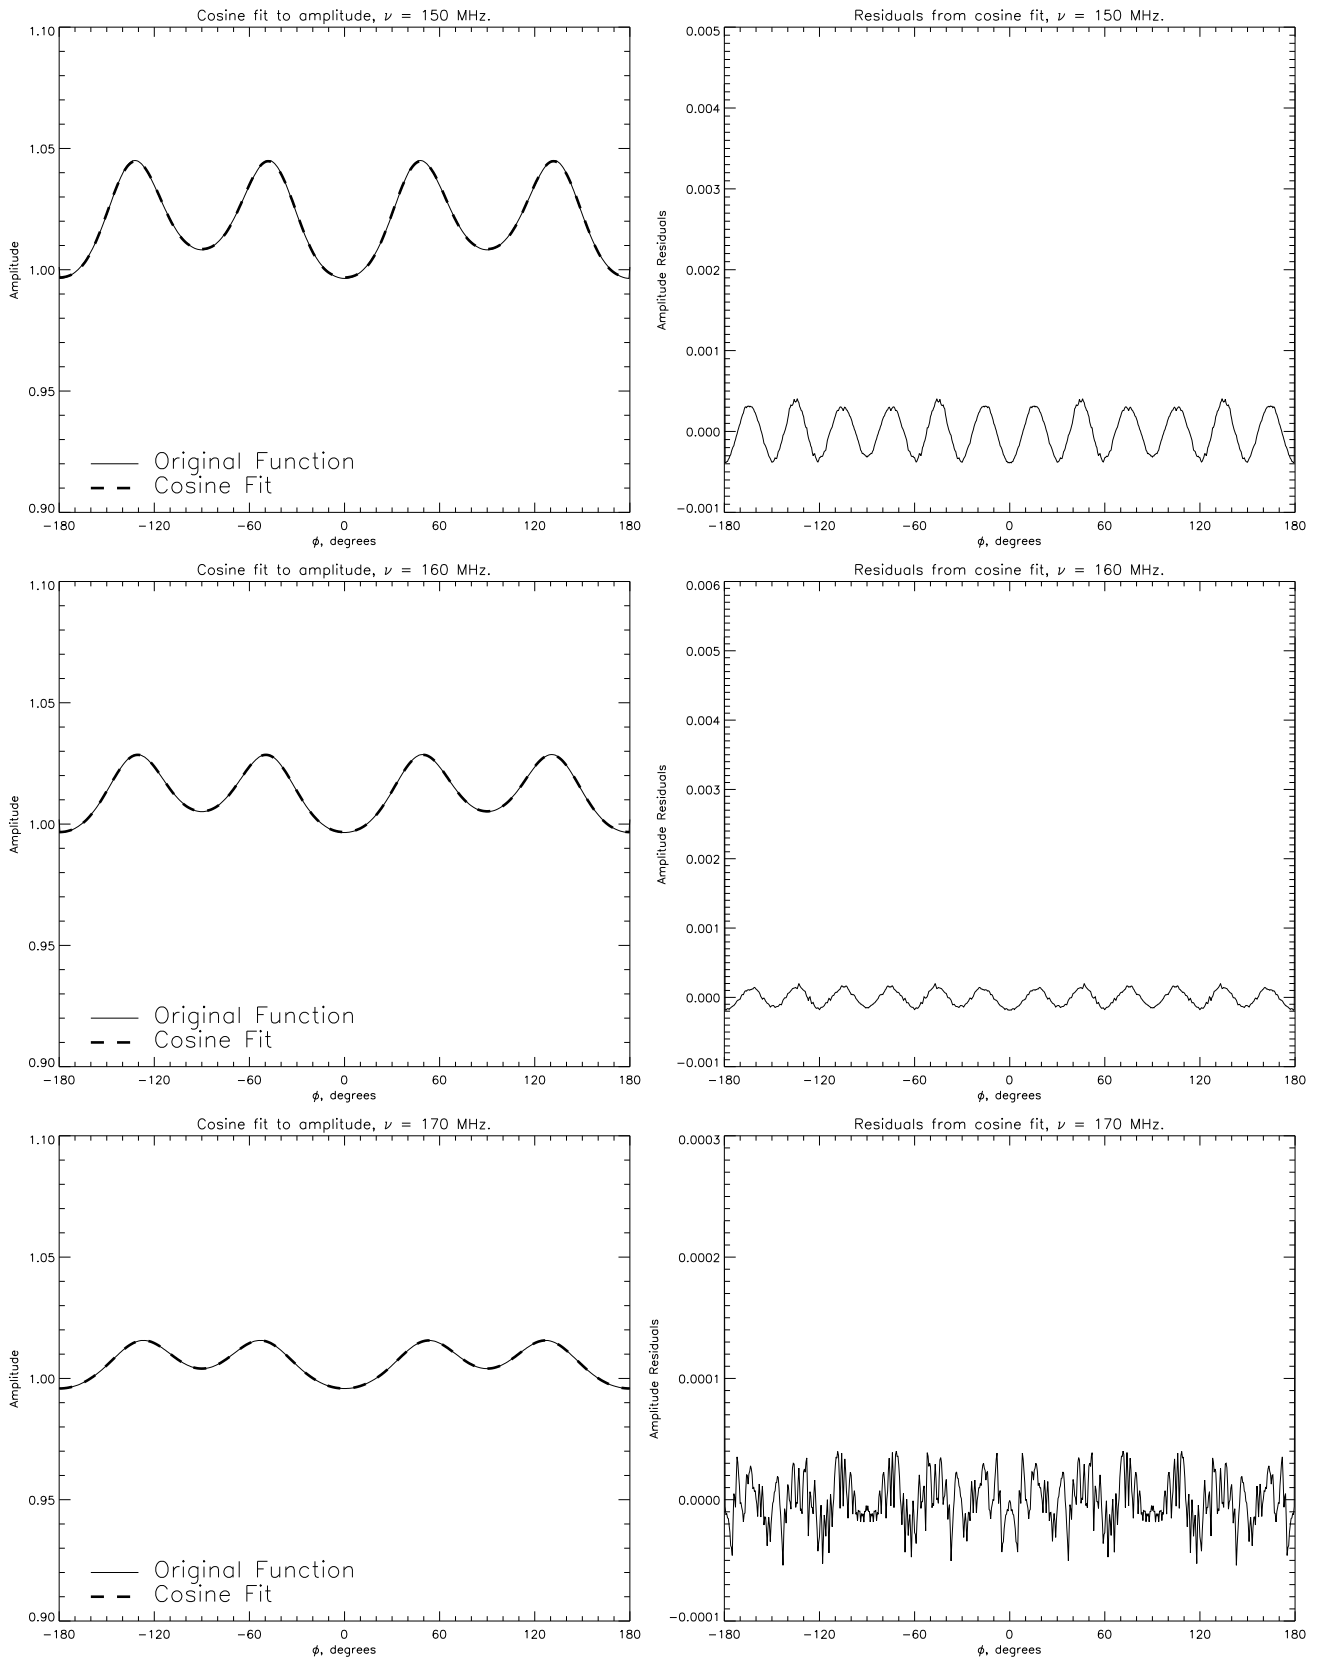 Cosine fit to amplitude, ν = 150 MHz.
1.10
1.05
1.00
0.95
0.90
Amplitude
Original Function
Cosine Fit
−180 −120 −60 0 60 120 180
φ, degrees
Residuals from cosine fit, ν = 150 MHz.
0.005
0.004
0.003
0.002
0.001
0.000
−0.001
Amplitude Residuals
−180 −120 −60 0 60 120 180
φ, degrees
Cosine fit to amplitude, ν = 160 MHz.
1.10
1.05
1.00
0.95
0.90
Amplitude
Original Function
Cosine Fit
−180 −120 −60 0 60 120 180
φ, degrees
Residuals from cosine fit, ν = 160 MHz.
0.006
0.005
0.004
0.003
0.002
0.001
0.000
−0.001
Amplitude Residuals
−180 −120 −60 0 60 120 180
φ, degrees
Cosine fit to amplitude, ν = 170 MHz.
1.10
1.05
1.00
0.95
0.90
Amplitude
Original Function
Cosine Fit
−180 −120 −60 0 60 120 180
φ, degrees
Residuals from cosine fit, ν = 170 MHz.
0.0003
0.0002
0.0001
0.0000
−0.0001
Amplitude Residuals
−180 −120 −60 0 60 120 180
φ, degrees